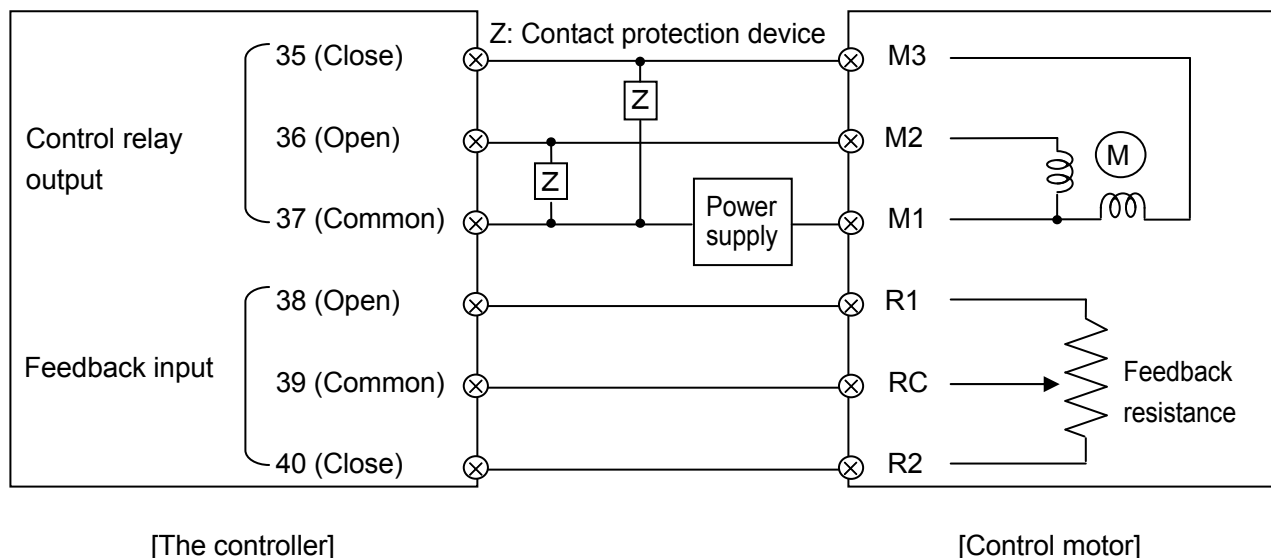 Z: Contact protection device
35 (Close)
M3
Z
Control relay
output
36 (Open)
M2
M
Z
37 (Common)
Power
supply
M1
38 (Open)
R1
Feedback input
39 (Common)
RC
Feedback
resistance
40 (Close)
R2
[The controller]
[Control motor]